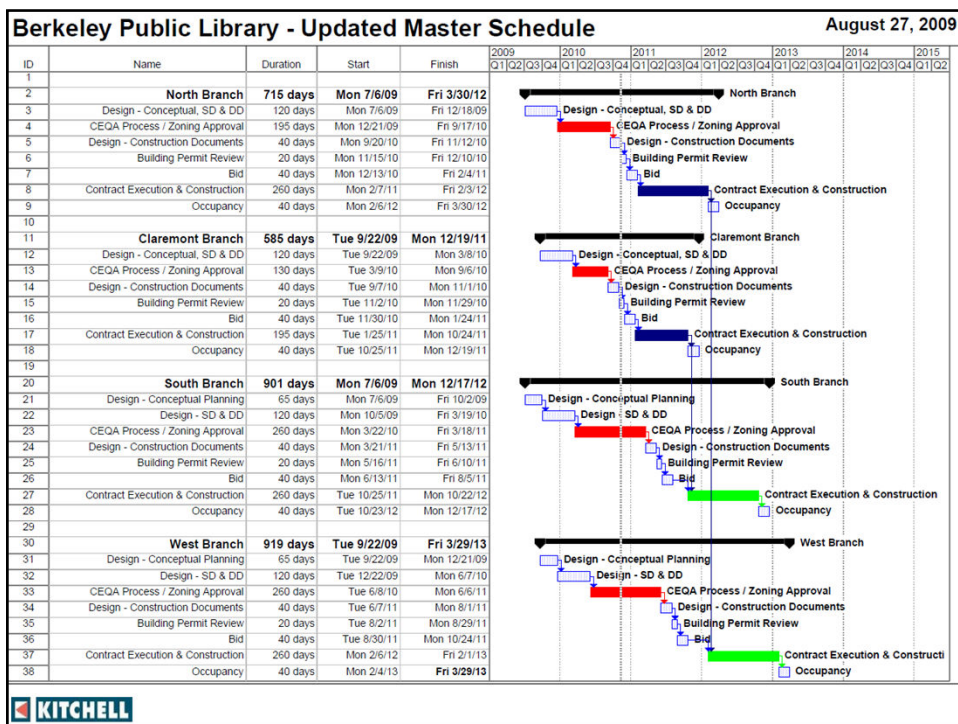 Berkeley Public Library - Updated Master Schedule August 27, 2009
2009 2010 2011 2012 2013 2014 2015
ID Name Duration Start Finish Q1 Q2 Q3 Q4 Q1 Q2 Q3 Q4 Q1 Q2 Q3 Q4 Q1 Q2 Q3 Q4 Q1 Q2 Q3 Q4 Q1 Q2 Q3 Q4 Q1 Q2
1
2 North Branch 715 days Mon 7/6/09 Fri 3/30/12 North Branch
3 Design - Conceptual, SD & DD 120 days Mon 7/6/09 Fri 12/18/09 Design - Conceptual, SD & DD
4 CEQA Process / Zoning Approval 195 days Mon 12/21/09 Fri 9/17/10 CEQA Process / Zoning Approval
5 Design - Construction Documents 40 days Mon 9/20/10 Fri 11/12/10 Design - Construction Documents
6 Building Permit Review 20 days Mon 11/15/10 Fri 12/10/10 Building Permit Review
7 Bid 40 days Mon 12/13/10 Fri 2/4/11 Bid
8 Contract Execution & Construction 260 days Mon 2/7/11 Fri 2/3/12 Contract Execution & Construction
9 Occupancy 40 days Mon 2/6/12 Fri 3/30/12 Occupancy
10
11 Claremont Branch 585 days Tue 9/22/09 Mon 12/19/11 Claremont Branch
12 Design - Conceptual, SD & DD 120 days Tue 9/22/09 Mon 3/8/10 Design - Conceptual, SD & DD
13 CEQA Process / Zoning Approval 130 days Tue 3/9/10 Mon 9/6/10 CEQA Process / Zoning Approval
14 Design - Construction Documents 40 days Tue 9/7/10 Mon 11/1/10 Design - Construction Documents
15 Building Permit Review 20 days Tue 11/2/10 Mon 11/29/10 Building Permit Review
16 Bid 40 days Tue 11/30/10 Mon 1/24/11 Bid
17 Contract Execution & Construction 195 days Tue 1/25/11 Mon 10/24/11 Contract Execution & Construction
18 Occupancy 40 days Tue 10/25/11 Mon 12/19/11 Occupancy
19
20 South Branch 901 days Mon 7/6/09 Mon 12/17/12 South Branch
21 Design - Conceptual Planning 65 days Mon 7/6/09 Fri 10/2/09 Design - Conceptual Planning
22 Design - SD & DD 120 days Mon 10/5/09 Fri 3/19/10 Design - SD & DD
23 CEQA Process / Zoning Approval 260 days Mon 3/22/10 Fri 3/18/11 CEQA Process / Zoning Approval
24 Design - Construction Documents 40 days Mon 3/21/11 Fri 5/13/11 Design - Construction Documents
25 Building Permit Review 20 days Mon 5/16/11 Fri 6/10/11 Building Permit Review
26 Bid 40 days Mon 6/13/11 Fri 8/5/11 Bid
27 Contract Execution & Construction 260 days Tue 10/25/11 Mon 10/22/12 Contract Execution & Construction
28 Occupancy 40 days Tue 10/23/12 Mon 12/17/12 Occupancy
29
30 West Branch 919 days Tue 9/22/09 Fri 3/29/13 West Branch
31 Design - Conceptual Planning 65 days Tue 9/22/09 Mon 12/21/09 Design - Conceptual Planning
32 Design - SD & DD 120 days Tue 12/22/09 Mon 6/7/10 Design - SD & DD
33 CEQA Process / Zoning Approval 260 days Tue 6/8/10 Mon 6/6/11 CEQA Process / Zoning Approval
34 Design - Construction Documents 40 days Tue 6/7/11 Mon 8/1/11 Design - Construction Documents
35 Building Permit Review 20 days Tue 8/2/11 Mon 8/29/11 Building Permit Review
36 Bid 40 days Tue 8/30/11 Mon 10/24/11 Bid
37 Contract Execution & Construction 260 days Mon 2/6/12 Fri 2/1/13 Contract Execution & Constructi
38 Occupancy 40 days Mon 2/4/13 Fri 3/29/13 Occupancy
KITCHELL